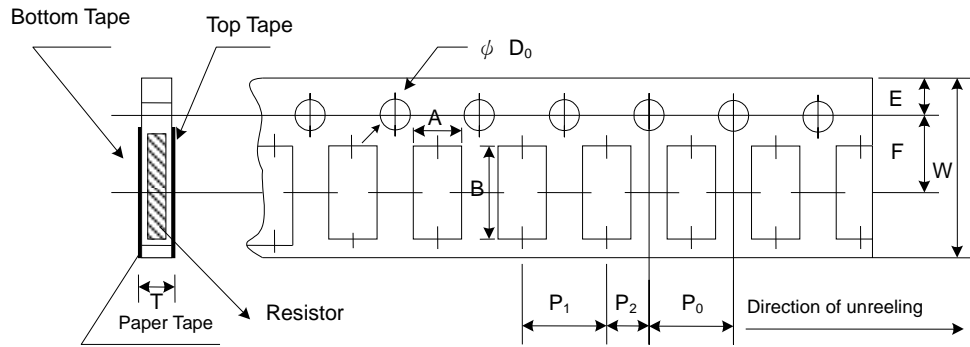 Bottom Tape
Top Tape
ψ D₀
E
A
F
W
B
T
P₁
P₂
P₀
Direction of unreeling
Resistor
Paper Tape